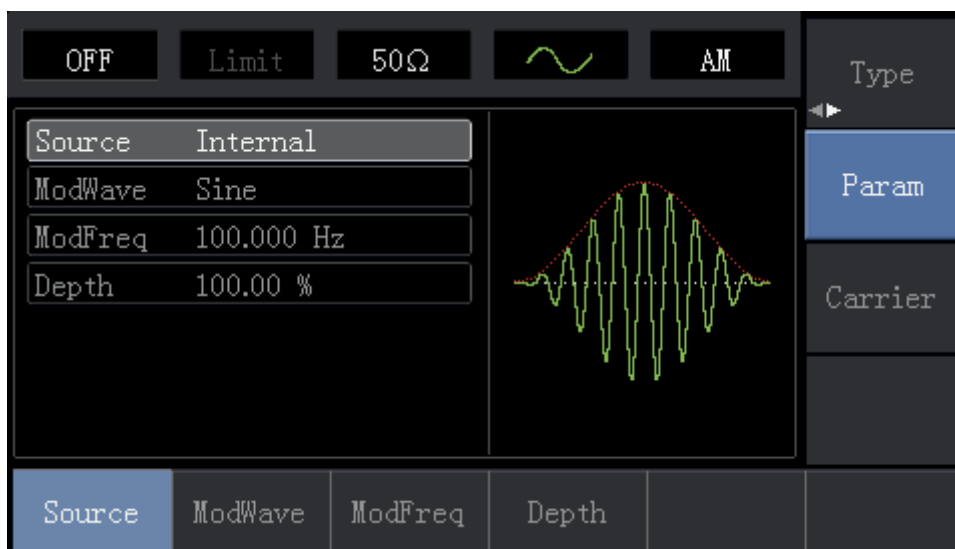 OFF Limit 50Ω AM
Type
Source Internal
ModWave Sine
ModFreq 100.000 Hz
Depth 100.00 %
Param
Carrier
Source ModWave ModFreq Depth